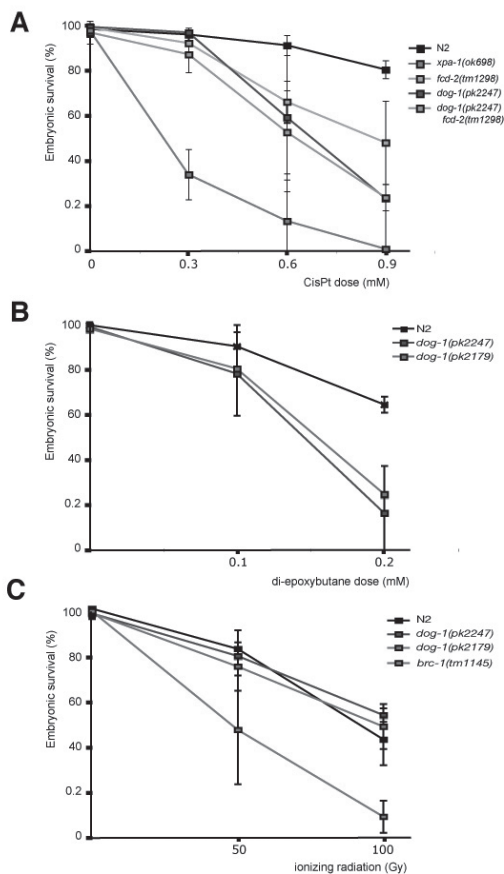 A
Embryonic survival (%)
100
80
60
40
0.2
0
0
0.3
0.6
0.9
CisPt dose (mM)
N2
xpa-1(ok698)
fcd-2(tm1298)
dog-1(pk2247)
dog-1(pk2247)
fcd-2(tm1298)
B
Embryonic survival (%)
100
80
60
40
0.2
0
0.1
0.2
di-epoxybutane dose (mM)
N2
dog-1(pk2247)
dog-1(pk2179)
C
Embryonic survival (%)
100
80
60
40
0.2
0
50
100
ionizing radiation (Gy)
N2
dog-1(pk2247)
dog-1(pk2179)
brc-1(tm1145)